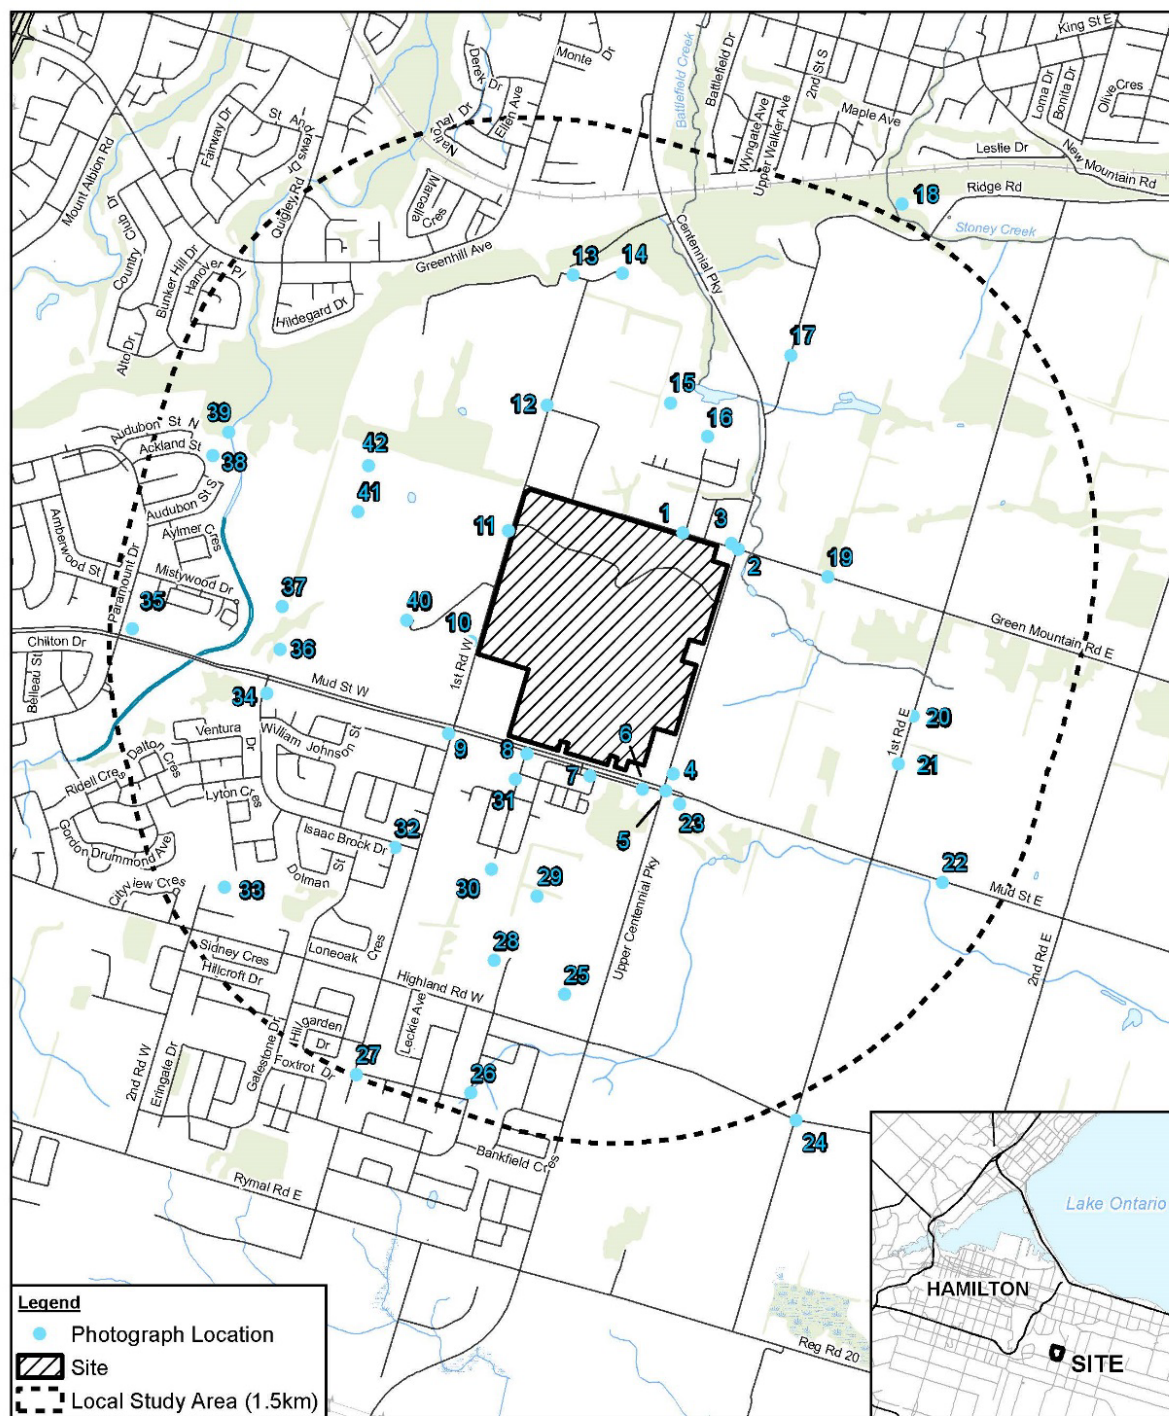 King St E
Monte Dr
Derek Dr
Battlefield Creek
Battlefield Dr
2nd St S
Loma Dr
Bonita Dr
Olive Cres
Mount Albion Rd
Fairway Dr
St Andrews Dr
National Dr
Ellen Ave
Wyngate Ave
Upper Walker Ave
Maple Ave
Leslie Dr
New Mountain Rd
Ridge Rd
18
Stoney Creek
Quigley Rd
Marcella Cres
Centennial Pky
Country Club Dr
Bunker Hill Dr
Hanover Pl
Greenhill Ave
13
14
Hildegard Dr
Alto Dr
17
12
15
16
39
Audubon St N
Ackland St
38
42
Audubon St S
41
Aylmer Cres
Amberwood St
11
1
3
2
19
Mistywood Dr
Paramount Dr
37
35
40
10
Green Mountain Rd E
Chilton Dr
36
1st Rd W
Belleau St
Mud St W
34
William Johnson St
Ventura Dr
Dalton Cres
9
8
6
20
1st Rd E
21
4
7
Ridell Cres
Lyton Cres
31
5
23
Gordon Drummond Ave
Isaac Brock Dr
32
Dolman St
30
29
22
Mud St E
Cityview Cres
33
Upper Centennial Pky
28
Sidney Cres
Loneoak Cres
Hillcroft Dr
Highland Rd W
25
2nd Rd E
Leckie Ave
Hillgarden Dr
Gatestone Dr
Foxtrot Dr
27
26
2nd Rd W
Eringate Dr
24
Bankfield Cres
Rymal Rd E
Reg Rd 20
Lake Ontario
HAMILTON
SITE
Legend
Photograph Location
Site
Local Study Area (1.5km)